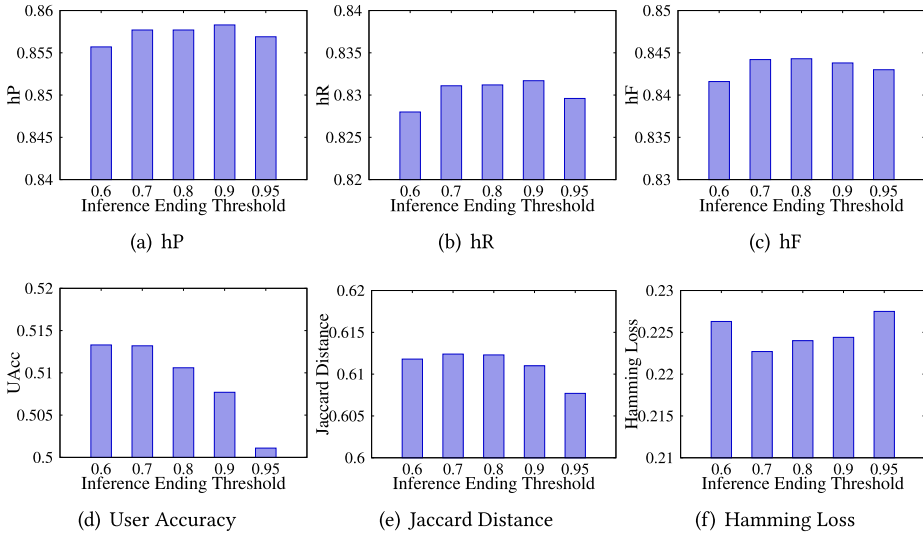 0.86
0.855
0.85
0.845
0.84
hP
0.6 0.7 0.8 0.9 0.95
Inference Ending Threshold
(a) hP
0.84
0.835
0.83
0.825
0.82
hR
0.6 0.7 0.8 0.9 0.95
Inference Ending Threshold
(b) hR
0.85
0.845
0.84
0.835
0.83
hF
0.6 0.7 0.8 0.9 0.95
Inference Ending Threshold
(c) hF
0.52
0.515
0.51
0.505
0.5
UAcc
0.6 0.7 0.8 0.9 0.95
Inference Ending Threshold
(d) User Accuracy
0.62
0.615
0.61
0.605
0.6
Jaccard Distance
0.6 0.7 0.8 0.9 0.95
Inference Ending Threshold
(e) Jaccard Distance
0.23
0.225
0.22
0.215
0.21
Hamming Loss
0.6 0.7 0.8 0.9 0.95
Inference Ending Threshold
(f) Hamming Loss